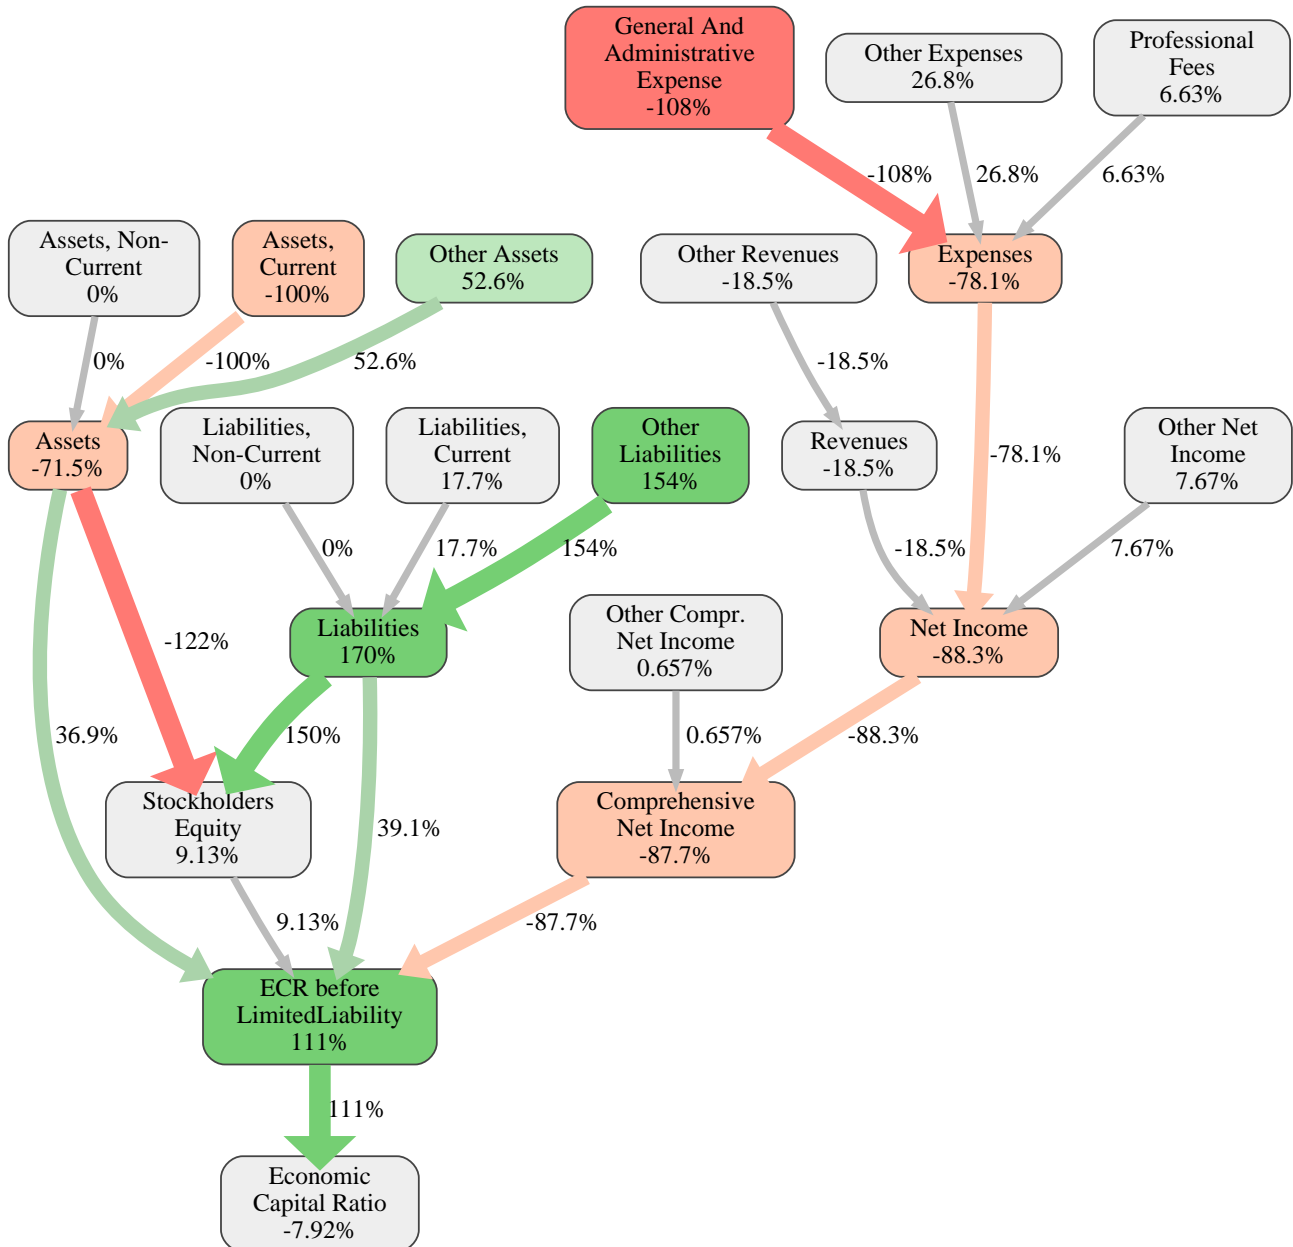 General And
Administrative
Expense
-108%
Other Expenses
26.8%
Professional
Fees
6.63%
-108%
26.8%
6.63%
Assets, Non-
Current
0%
Assets,
Current
-100%
Other Assets
52.6%
Other Revenues
-18.5%
Expenses
-78.1%
0%
-100%
52.6%
-18.5%
Assets
-71.5%
Liabilities,
Non-Current
0%
Liabilities,
Current
17.7%
Other
Liabilities
154%
Revenues
-18.5%
-78.1%
Other Net
Income
7.67%
0%
17.7%
154%
-18.5%
7.67%
Liabilities
170%
Other Compr.
Net Income
0.657%
Net Income
-88.3%
-122%
36.9%
150%
0.657%
-88.3%
Stockholders
Equity
9.13%
39.1%
Comprehensive
Net Income
-87.7%
9.13%
-87.7%
ECR before
LimitedLiability
111%
111%
Economic
Capital Ratio
-7.92%